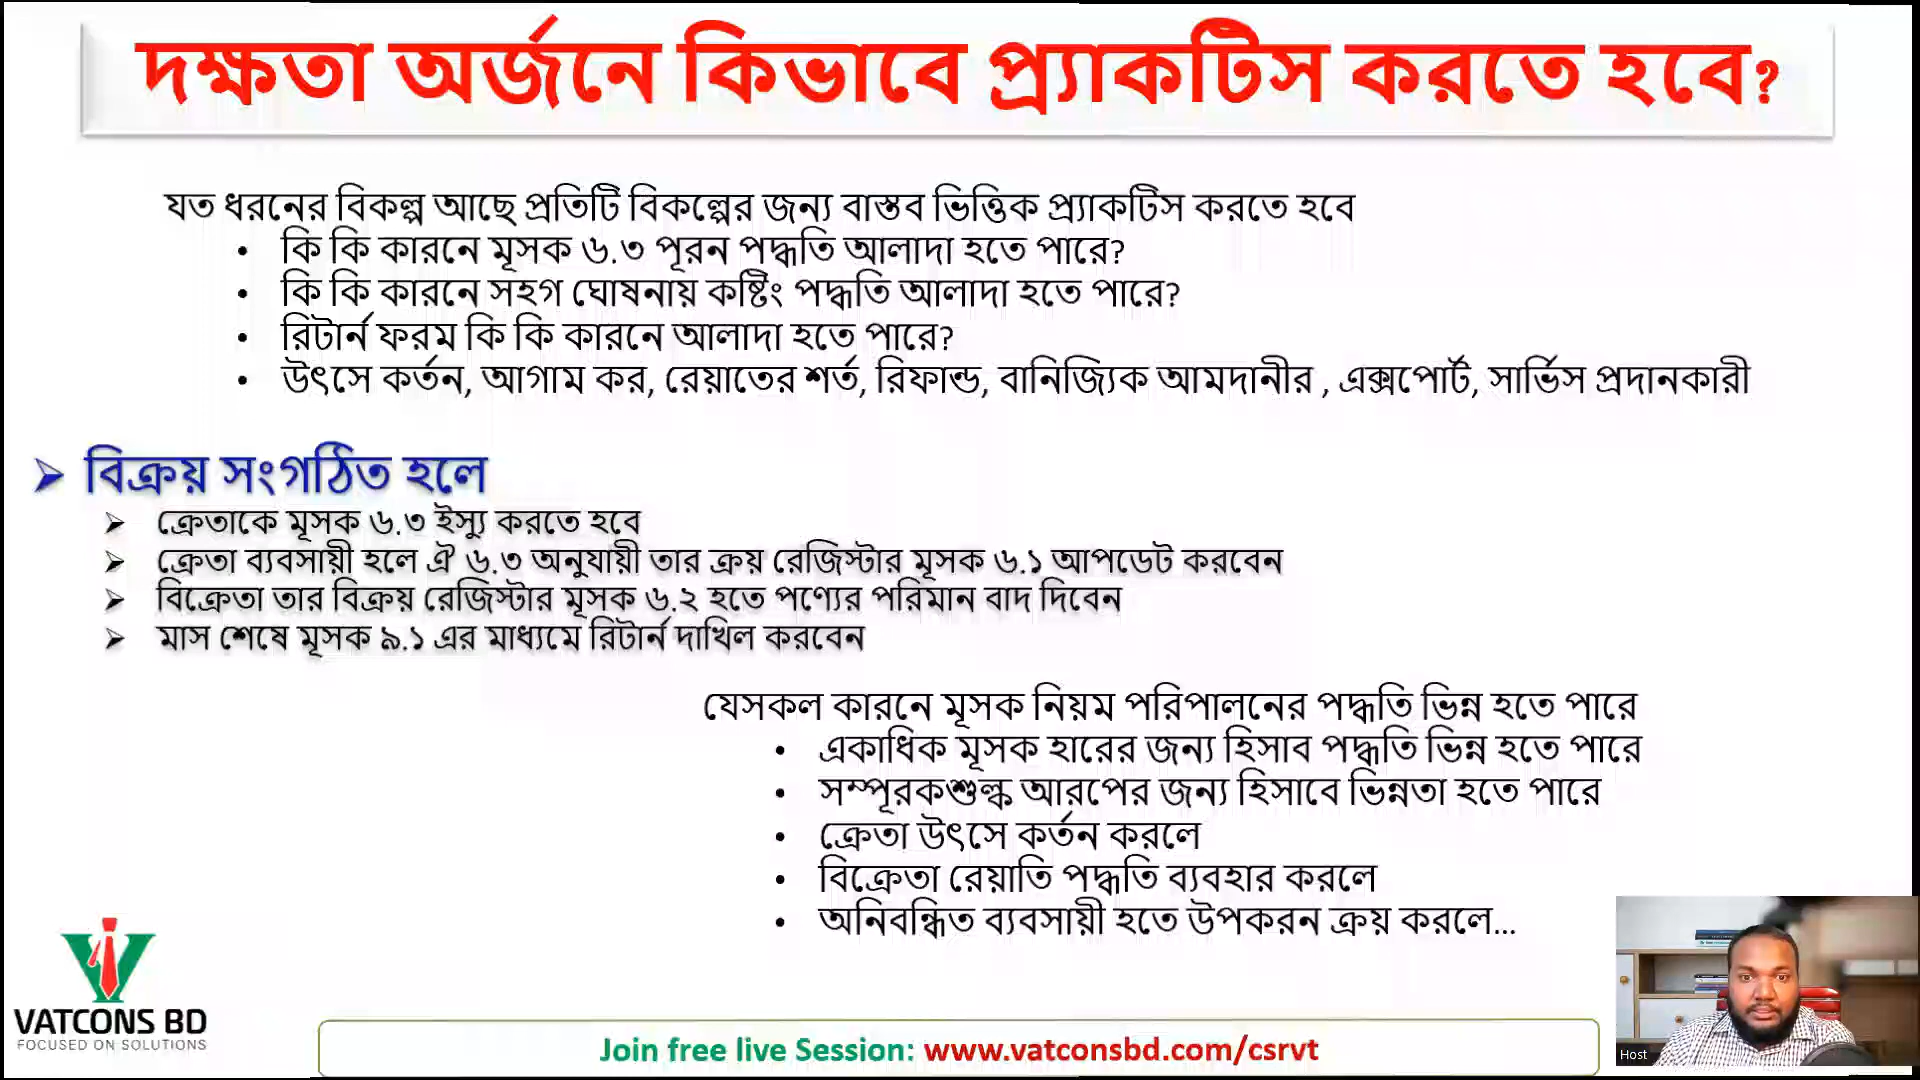 দক্ষতা অর্জনে কিভাবে প্র্যাকটিস করতে হবে?
যত ধরনের বিকল্প আছে প্রতিটি বিকল্পের জন্য বাস্তব ভিত্তিক প্র্যাকটিস করতে হবে
• কি কি কারনে মূসক ৬.৩ পূরন পদ্ধতি আলাদা হতে পারে?
• কি কি কারনে সহগ ঘোষনায় কষ্টিং পদ্ধতি আলাদা হতে পারে?
• রিটার্ন ফরম কি কি কারনে আলাদা হতে পারে?
• উৎসে কর্তন, আগাম কর, রেয়াতের শর্ত, রিফান্ড, বানিজ্যিক আমদানীর , এক্সপোর্ট, সার্ভিস প্রদানকারী
➢ বিক্রয় সংগঠিত হলে
➢ ক্রেতাকে মূসক ৬.৩ ইস্যু করতে হবে
➢ ক্রেতা ব্যবসায়ী হলে ঐ ৬.৩ অনুযায়ী তার ক্রয় রেজিস্টার মূসক ৬.১ আপডেট করবেন
➢ বিক্রেতা তার বিক্রয় রেজিস্টার মূসক ৬.২ হতে পণ্যের পরিমান বাদ দিবেন
➢ মাস শেষে মূসক ৯.১ এর মাধ্যমে রিটার্ন দাখিল করবেন
যেসকল কারনে মূসক নিয়ম পরিপালনের পদ্ধতি ভিন্ন হতে পারে
• একাধিক মূসক হারের জন্য হিসাব পদ্ধতি ভিন্ন হতে পারে
• সম্পূরকশুল্ক আরপের জন্য হিসাবে ভিন্নতা হতে পারে
• ক্রেতা উৎসে কর্তন করলে
• বিক্রেতা রেয়াতি পদ্ধতি ব্যবহার করলে
• অনিবন্ধিত ব্যবসায়ী হতে উপকরন ক্রয় করলে...
VATCONS BD
FOCUSED ON SOLUTIONS
Join free live Session: www.vatconsbd.com/csrvt
Host